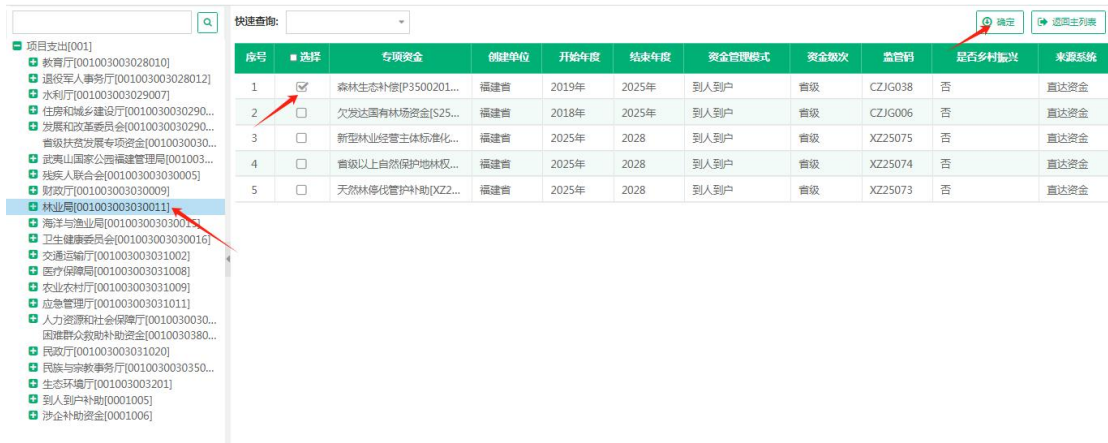 快速查询:
确定
返回主列表
项目支出[001]
教育厅[001003003028010]
退役军人事务厅[001003003028012]
水利厅[001003003029007]
住房和城乡建设厅[0010030030290...
发展和改革委员会[0010030030290...
省级扶贫发展专项资金[0010030030...
武夷山国家公园福建管理局[001003...
残疾人联合会[001003003030005]
财政厅[001003003030009]
林业局[001003003030011]
海洋与渔业局[001003003030015]
卫生健康委员会[001003003030016]
交通运输厅[001003003031002]
医疗保障局[001003003031008]
农业农村厅[001003003031009]
应急管理厅[001003003031011]
人力资源和社会保障厅[0010030030...
困难群众救助补助资金[0010030380...
民政厅[001003003031020]
民族与宗教事务厅[0010030030350...
生态环境厅[001003003201]
到人到户补助[0001005]
涉企补助资金[0001006]
序号 选择 专项资金 创建单位 开始年度 结束年度 资金管理模式 资金级次 监管码 是否乡村振兴 来源系统
1 森林生态补偿[P3500201... 福建省 2019年 2025年 到人到户 省级 CZJG038 否 直达资金
2 欠发达国有林场资金[S25... 福建省 2018年 2025年 到人到户 省级 CZJG006 否 直达资金
3 新型林业经营主体标准化... 福建省 2025年 2028 到人到户 省级 XZ25075 否 直达资金
4 省级以上自然保护地林权... 福建省 2025年 2028 到人到户 省级 XZ25074 否 直达资金
5 天然林停伐管护补助[XZ2... 福建省 2025年 2028 到人到户 省级 XZ25073 否 直达资金